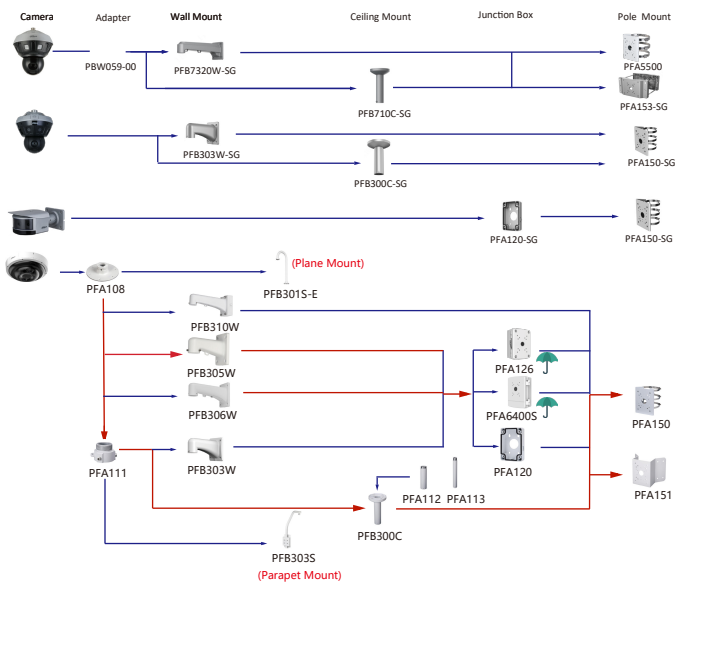 Camera
Adapter
Wall Mount
Ceiling Mount
Junction Box
Pole Mount
PBW059-00
PFB7320W-SG
PFA5500
PFB710C-SG
PFA153-SG
PFB303W-SG
PFB300C-SG
PFA150-SG
PFA120-SG
PFA150-SG
PFA108
(Plane Mount)
PFB301S-E
PFB310W
PFB305W
PFA126
PFB306W
PFA6400S
PFA150
PFA111
PFB303W
PFA120
PFA112
PFA113
PFA151
PFB300C
PFB303S
(Parapet Mount)